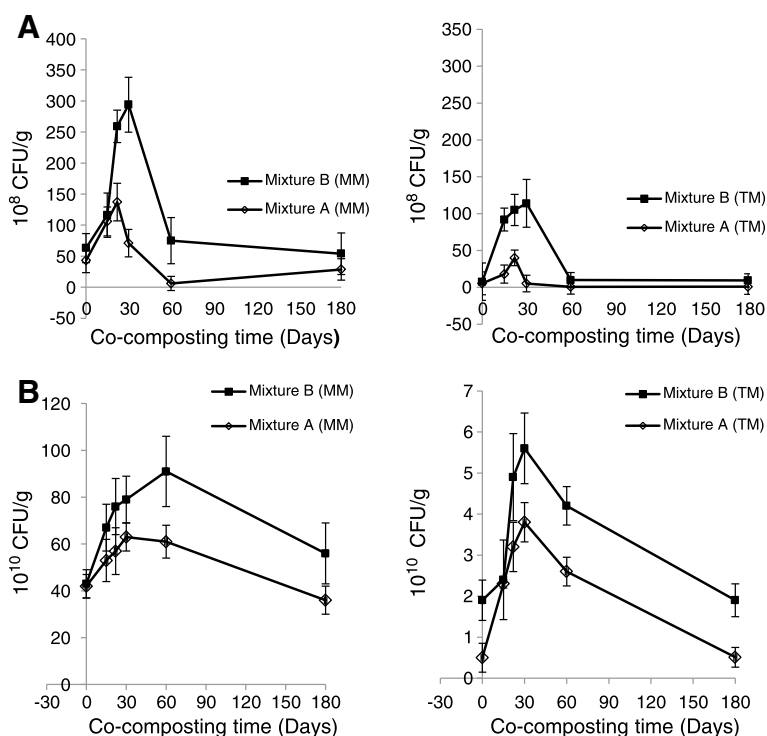 A
400
350
300
250
200
150
100
50
0
-50
10⁸ CFU/g
Mixture B (MM)
Mixture A (MM)
0 30 60 90 120 150 180
Co-composting time (Days)
350
300
250
200
150
100
50
0
-50
10⁸ CFU/g
Mixture B (TM)
Mixture A (TM)
0 30 60 90 120 150 180
Co-composting time (Days)
B
120
100
80
60
40
20
0
10¹⁰ CFU/g
Mixture B (MM)
Mixture A (MM)
-30 0 30 60 90 120 150 180
Co-composting time (Days)
7
6
5
4
3
2
1
0
10¹⁰ CFU/g
Mixture B (TM)
Mixture A (TM)
-30 0 30 60 90 120 150 180
Co-composting time (Days)